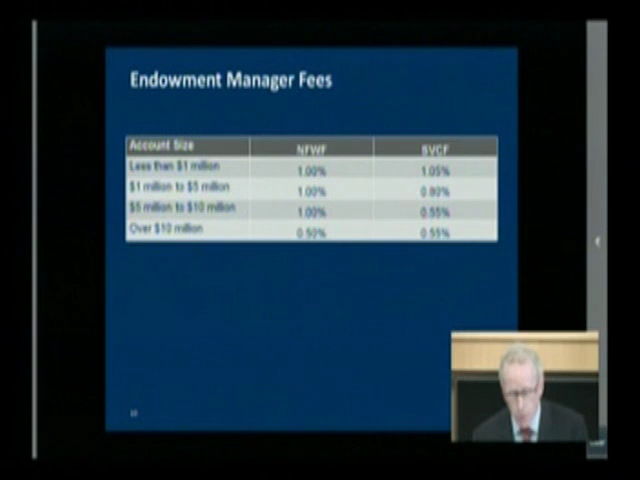 Endowment Manager Fees
Account Size NFWF SVCF
Less than $1 million 1.00% 1.05%
$1 million to $5 million 1.00% 0.80%
$5 million to $10 million 1.00% 0.55%
Over $10 million 0.50% 0.55%